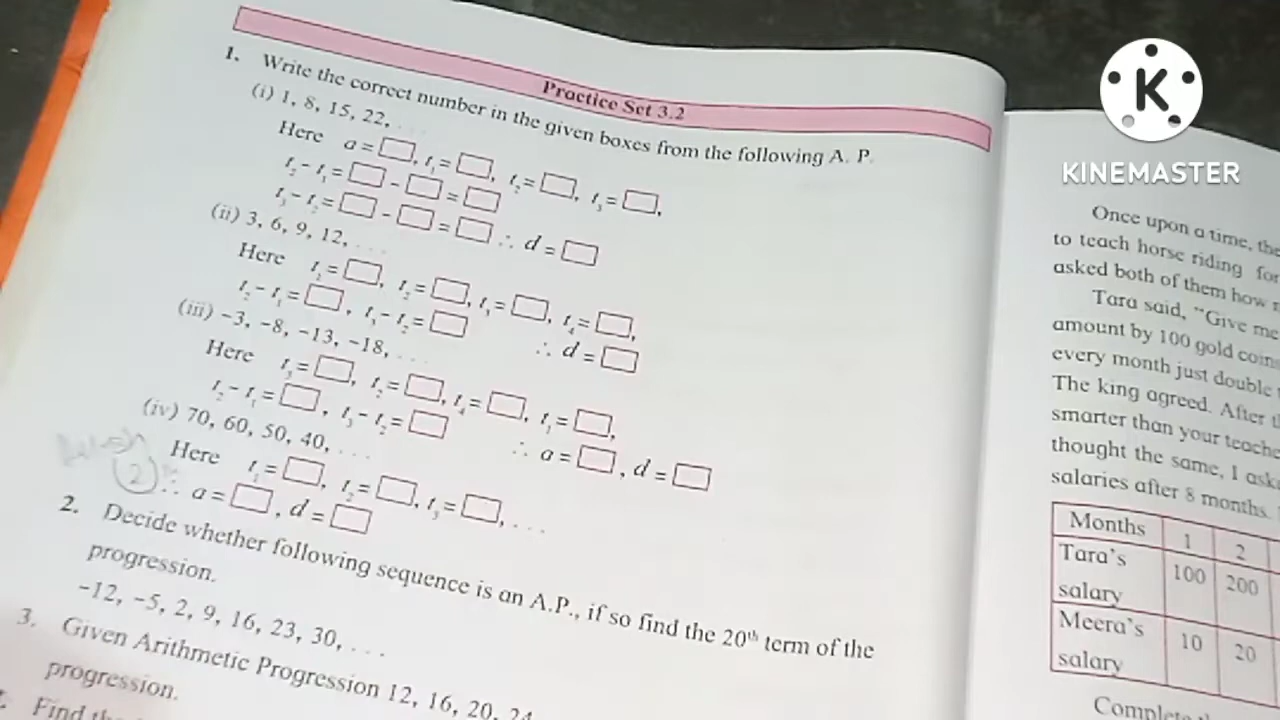 Practice Set 3.2
1. Write the correct number in the given boxes from the following A. P.
(i) 1, 8, 15, 22, . . .
Here a = □, t₁ = □, t₂ = □, t₃ = □,
t₂ – t₁ = □ – □ = □
t₃ – t₂ = □ – □ = □ ∴ d = □
(ii) 3, 6, 9, 12, . . .
Here t₁ = □, t₂ = □, t₃ = □, t₄ = □,
t₂ – t₁ = □, t₃ – t₂ = □ ∴ d = □
(iii) –3, –8, –13, –18, . . .
Here t₃ = □, t₂ = □, t₄ = □, t₁ = □,
t₂ – t₁ = □, t₃ – t₂ = □ ∴ a = □, d = □
(iv) 70, 60, 50, 40, . . .
Here t₁ = □, t₂ = □, t₃ = □, . . .
2
∴ a = □, d = □
2. Decide whether following sequence is an A.P., if so find the 20th term of the
progression.
–12, –5, 2, 9, 16, 23, 30, . . .
3. Given Arithmetic Progression 12, 16, 20, 24
progression.
Find the
KINEMASTER
Once upon a time, the
to teach horse riding for
asked both of them how
Tara said, "Give me
amount by 100 gold coins
every month just double
The king agreed. After
smarter than your teache
thought the same, I ask
salaries after 8 months.
Months 1 2
Tara's salary 100 200
Meera's salary 10 20
Complete